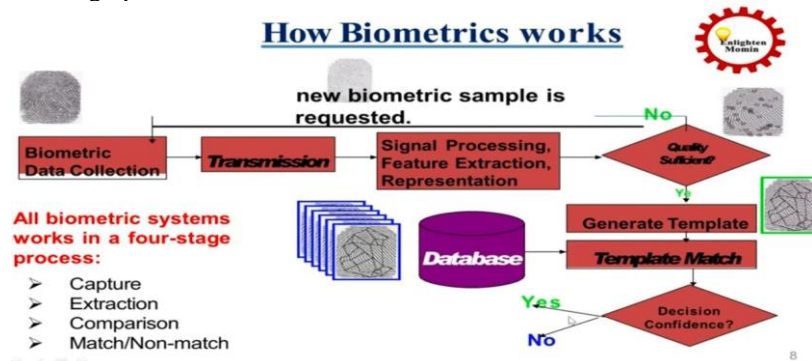 How Biometrics works
Enlighten
Momin
new biometric sample is
requested.
No
Biometric
Data Collection
Transmission
Signal Processing,
Feature Extraction,
Representation
Quality
Sufficient?
Ye
Generate Template
Database
Template Match
Decision
Confidence?
Yes
No
All biometric systems
works in a four-stage
process:
➢ Capture
➢ Extraction
➢ Comparison
➢ Match/Non-match
8